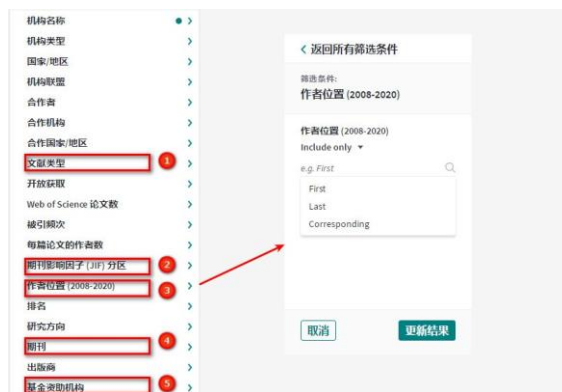 机构名称
机构类型
国家/地区
机构联盟
合作者
合作机构
合作国家/地区
文献类型
1
开放获取
Web of Science 论文数
被引频次
每篇论文的作者数
期刊影响因子 (JIF) 分区
2
作者位置 (2008-2020)
3
排名
研究方向
期刊
4
出版商
基金资助机构
5
返回所有筛选条件
筛选条件:
作者位置 (2008-2020)
作者位置 (2008-2020)
Include only
e.g. First
First
Last
Corresponding
取消
更新结果